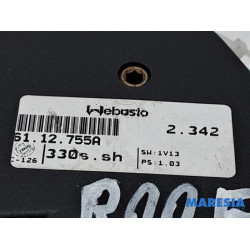 Webasto
61.12.755A
2.342
-126
330s.sh
SW:1V13
PS:1.03
MARESIA